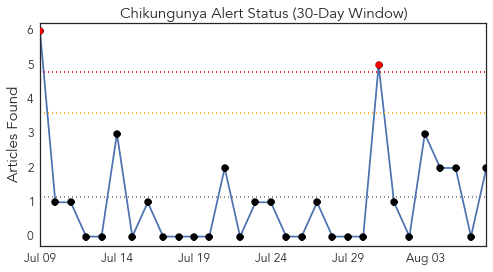 Chikungunya Alert Status (30-Day Window)
Articles Found
6
5
4
3
2
1
0
Jul 09 Jul 14 Jul 19 Jul 24 Jul 29 Aug 03